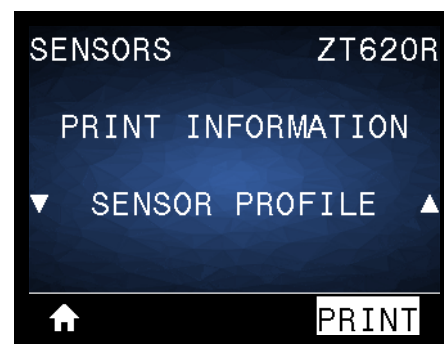 SENSORS ZT620R
PRINT INFORMATION
▼ SENSOR PROFILE ▲
PRINT